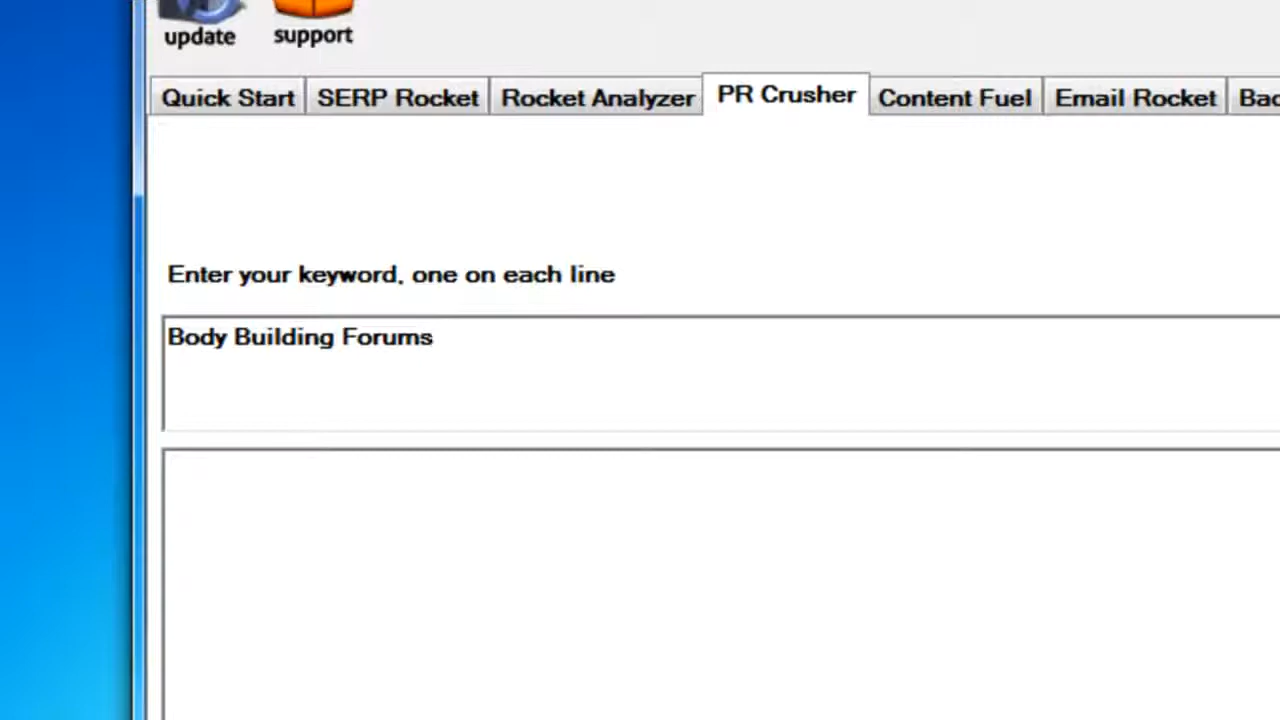 update support
Quick Start SERP Rocket Rocket Analyzer PR Crusher Content Fuel Email Rocket
Enter your keyword, one on each line
Body Building Forums